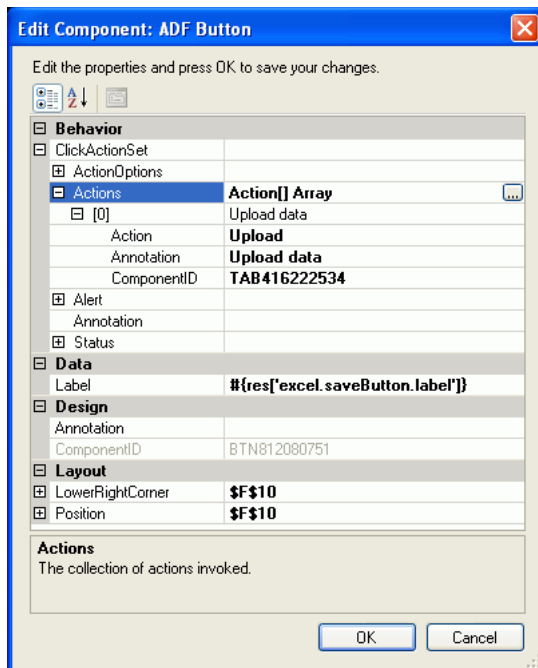 Edit Component: ADF Button
Edit the properties and press OK to save your changes.
Behavior
ClickActionSet
ActionOptions
Actions Action[] Array ...
[0] Upload data
Action Upload
Annotation Upload data
ComponentID TAB416222534
Alert
Annotation
Status
Data
Label #{res['excel.saveButton.label']}
Design
Annotation
ComponentID BTN812080751
Layout
LowerRightCorner $F$10
Position $F$10
Actions
The collection of actions invoked.
OK Cancel